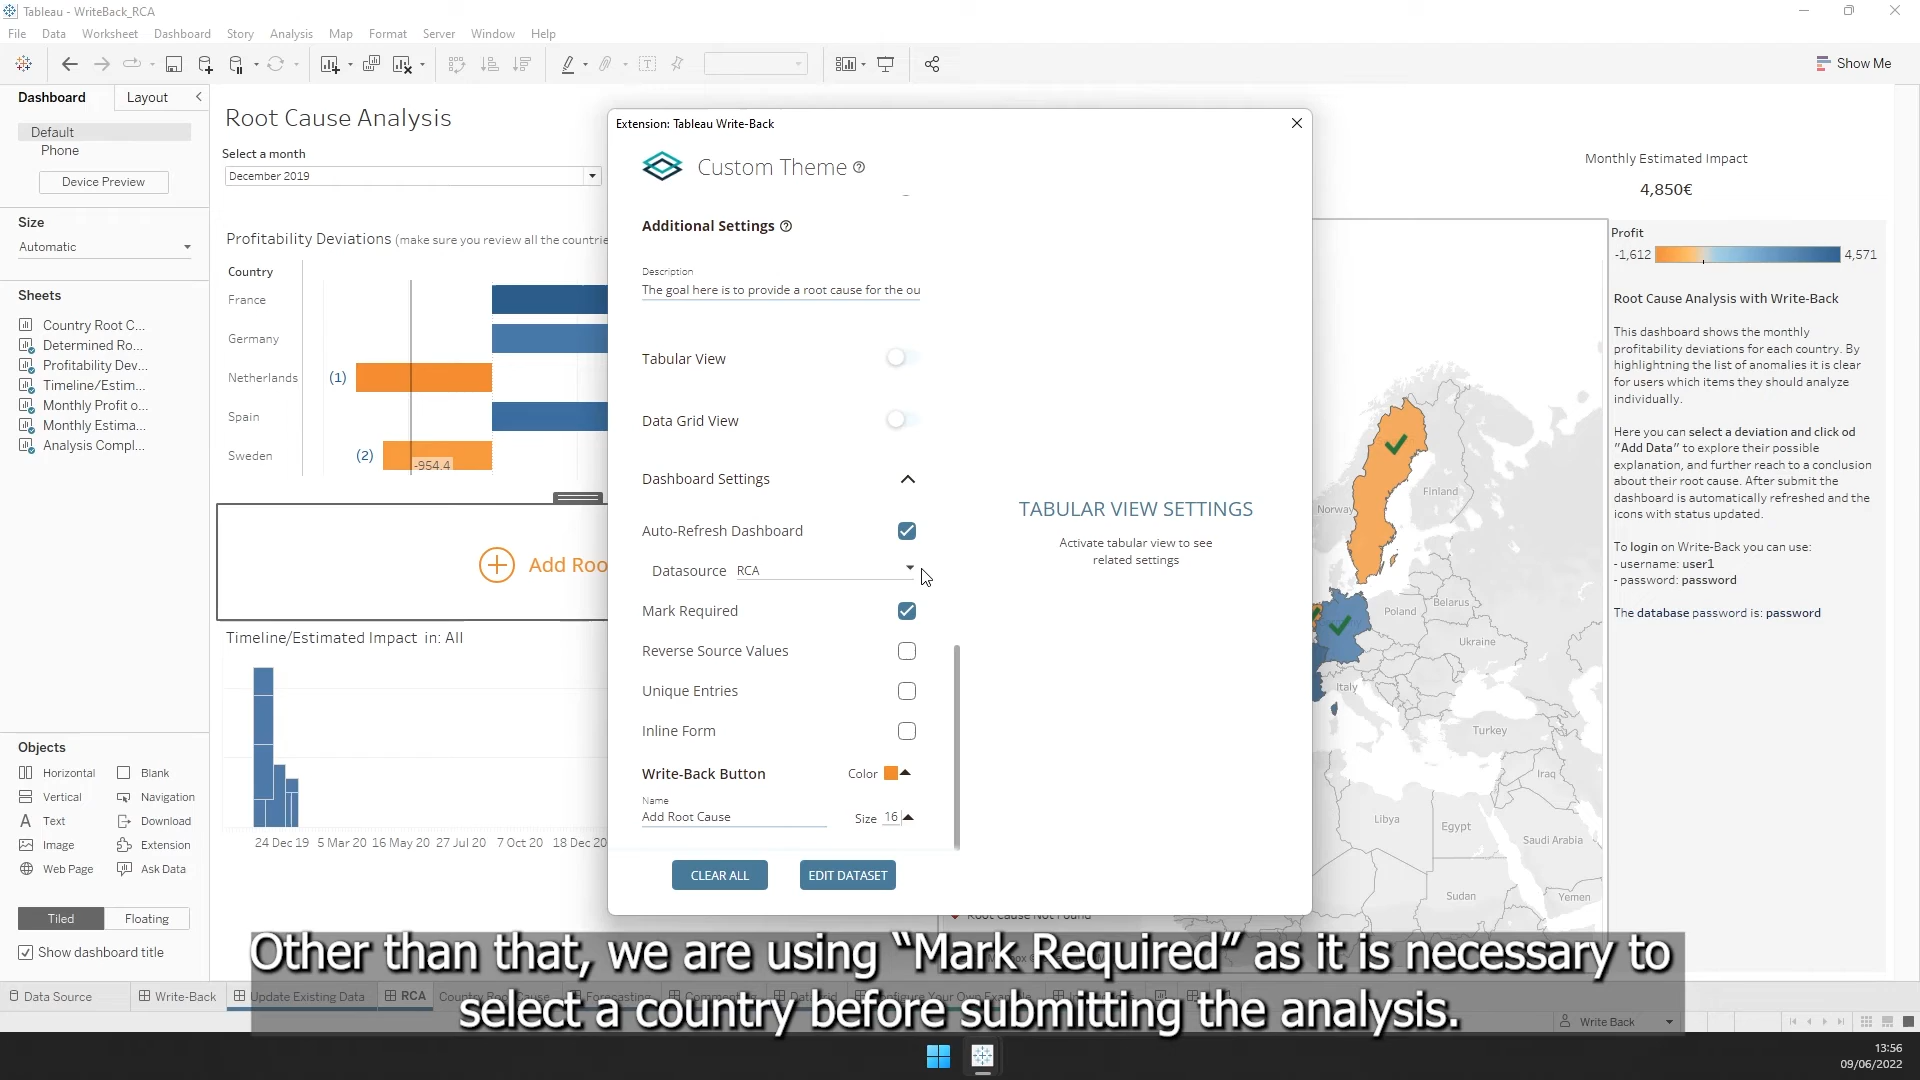 Tableau - WriteBack_RCA
File Data Worksheet Dashboard Story Analysis Map Format Server Window Help
Show Me
Dashboard Layout
Default
Phone
Device Preview
Size
Automatic
Sheets
Country Root C...
Determined Ro...
Profitability Dev...
Timeline/Estim...
Monthly Profit o...
Monthly Estima...
Analysis Compl...
Objects
Horizontal Blank
Vertical Navigation
Text Download
Image Extension
Web Page Ask Data
Tiled Floating
Show dashboard title
Root Cause Analysis
Select a month
December 2019
Profitability Deviations (make sure you review all the countrie
Country
France
Germany
Netherlands (1)
Spain
Sweden (2) -954.4
Add Roo
Timeline/Estimated Impact in: All
24 Dec 19 5 Mar 20 16 May 20 27 Jul 20 7 Oct 20 18 Dec 20
Extension: Tableau Write-Back
Custom Theme
Additional Settings
Description
The goal here is to provide a root cause for the ou
Tabular View
Data Grid View
Dashboard Settings
Auto-Refresh Dashboard
Datasource RCA
Mark Required
Reverse Source Values
Unique Entries
Inline Form
Write-Back Button Color
Name
Add Root Cause Size 16
CLEAR ALL EDIT DATASET
TABULAR VIEW SETTINGS
Activate tabular view to see
related settings
Monthly Estimated Impact
4,850€
Profit
-1,612 4,571
Root Cause Analysis with Write-Back
This dashboard shows the monthly
profitability deviations for each country. By
highlightning the list of anomalies it is clear
for users which items they should analyze
individually.
Here you can select a deviation and click od
"Add Data" to explore their possible
explanation, and further reach to a conclusion
about their root cause. After submit the
dashboard is automatically refreshed and the
icons with status updated.
To login on Write-Back you can use:
- username: user1
- password: password
The database password is: password
Finland
Norway
Belarus
Poland
Ukraine
Italy
Turkey
Iraq
Libya
Egypt
Saudi Arabia
Sudan
Yemen
Root Cause Not Found
Other than that, we are using “Mark Required” as it is necessary to
select a country before submitting the analysis.
Data Source Write-Back Update Existing Data RCA Country Root Cause Forecasting
Write Back
13:56
09/06/2022